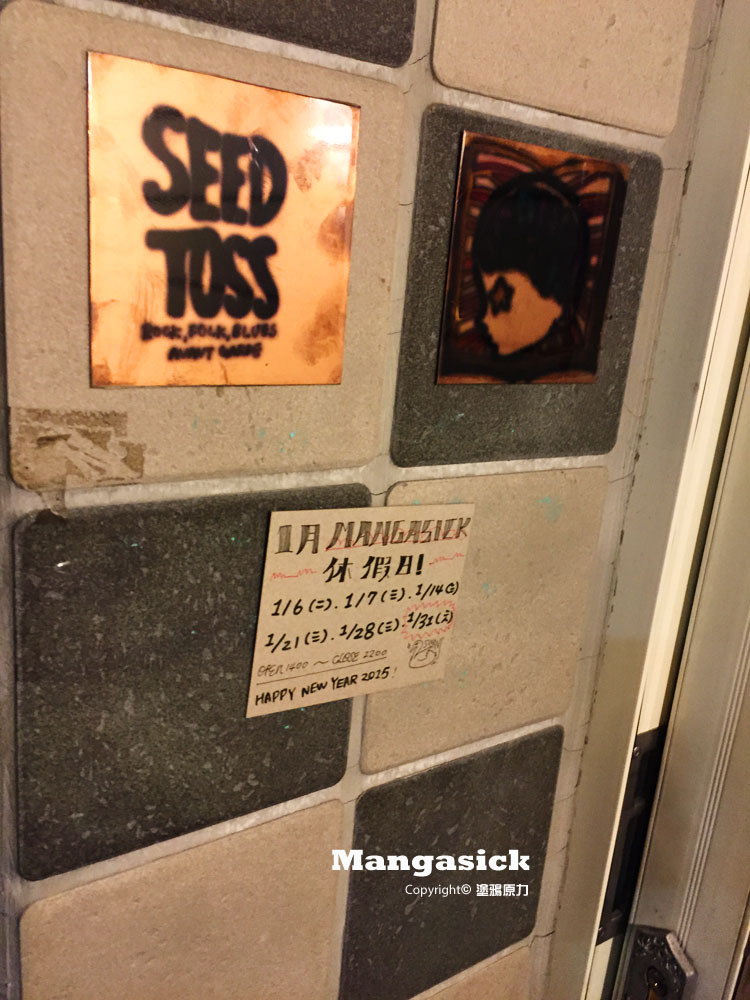 SEED
TOSS
ROCK, FOLK, BLUES
AVANT GARDE
1月 MANGASICK
休假日!
1/6(二). 1/7(三). 1/14(三)
1/21(三). 1/28(三). 1/31(六)
OPEN 1400 ~ CLOSE 2200
HAPPY NEW YEAR 2015!
Mangasick
Copyright© 塗鴉原力